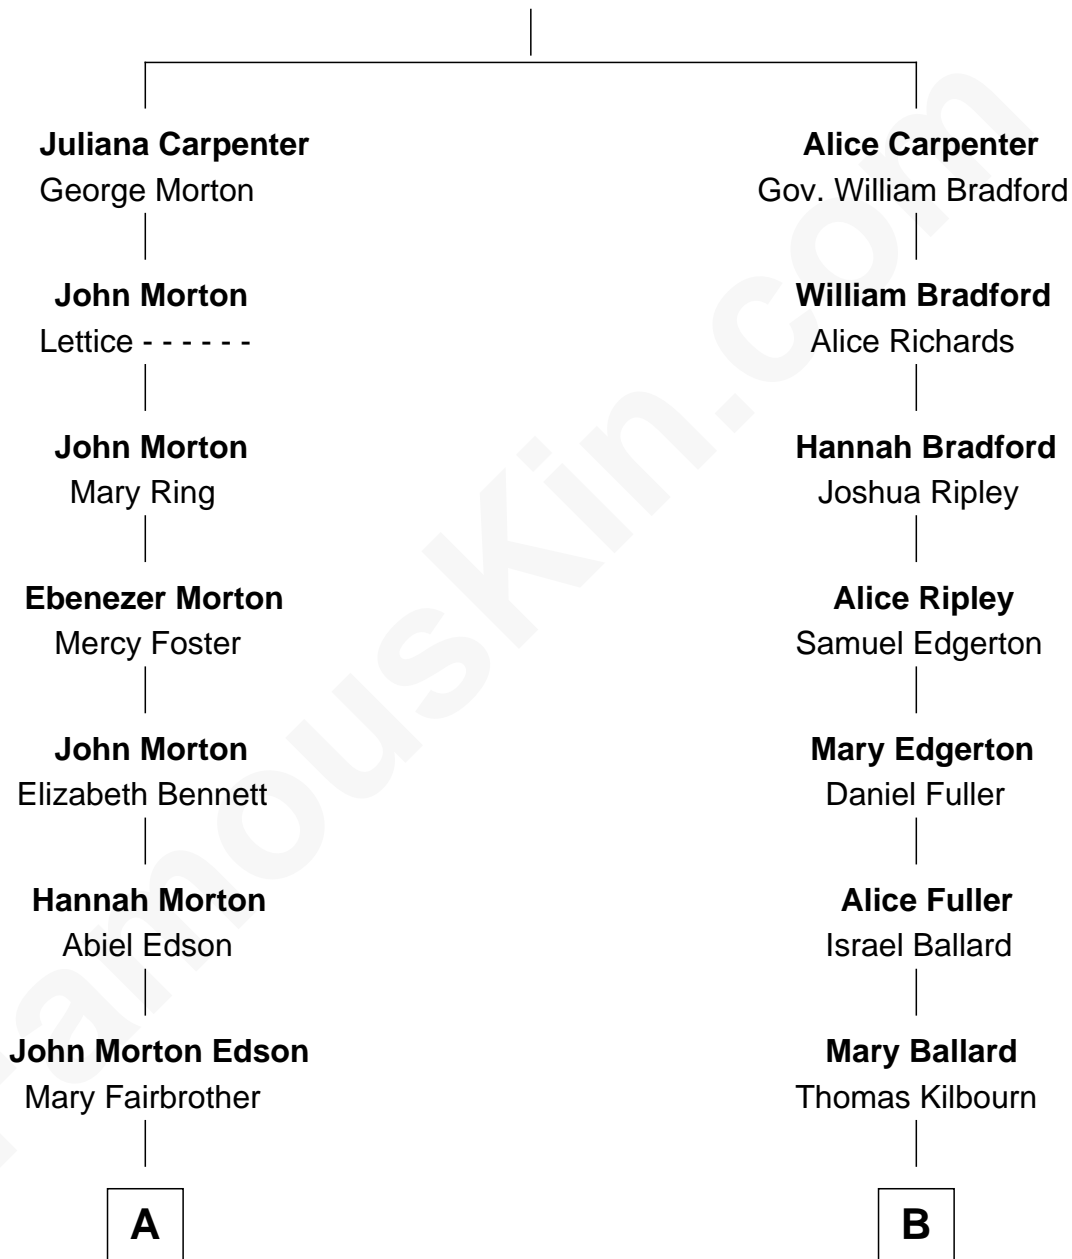 Juliana Carpenter
George Morton
John Morton
Lettice - - - - - -
John Morton
Mary Ring
Ebenezer Morton
Mercy Foster
John Morton
Elizabeth Bennett
Hannah Morton
Abiel Edson
John Morton Edson
Mary Fairbrother
A
Alice Carpenter
Gov. William Bradford
William Bradford
Alice Richards
Hannah Bradford
Joshua Ripley
Alice Ripley
Samuel Edgerton
Mary Edgerton
Daniel Fuller
Alice Fuller
Israel Ballard
Mary Ballard
Thomas Kilbourn
B
FamousKin.com